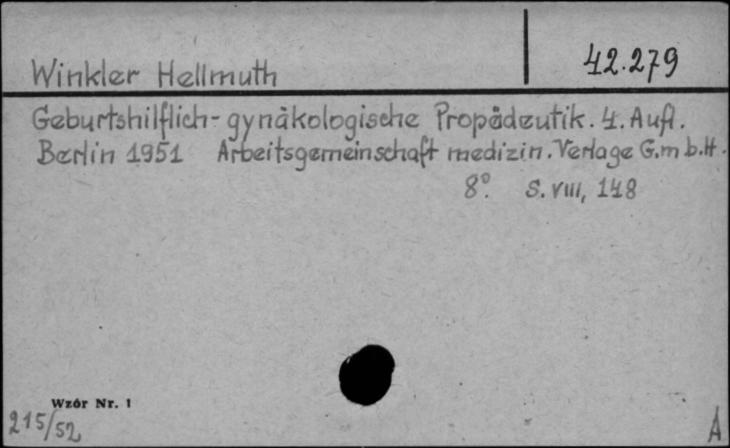 Winkler Hellmuth
42.279
Geburtshilflich-gynäkologische Propädeutik. 4. Aufl.
Berlin 1951 Arbeitsgemeinschaft medizin. Verlage G.m b.H.
8° S. VIII, 148
Wzór Nr. 1
215/52
A